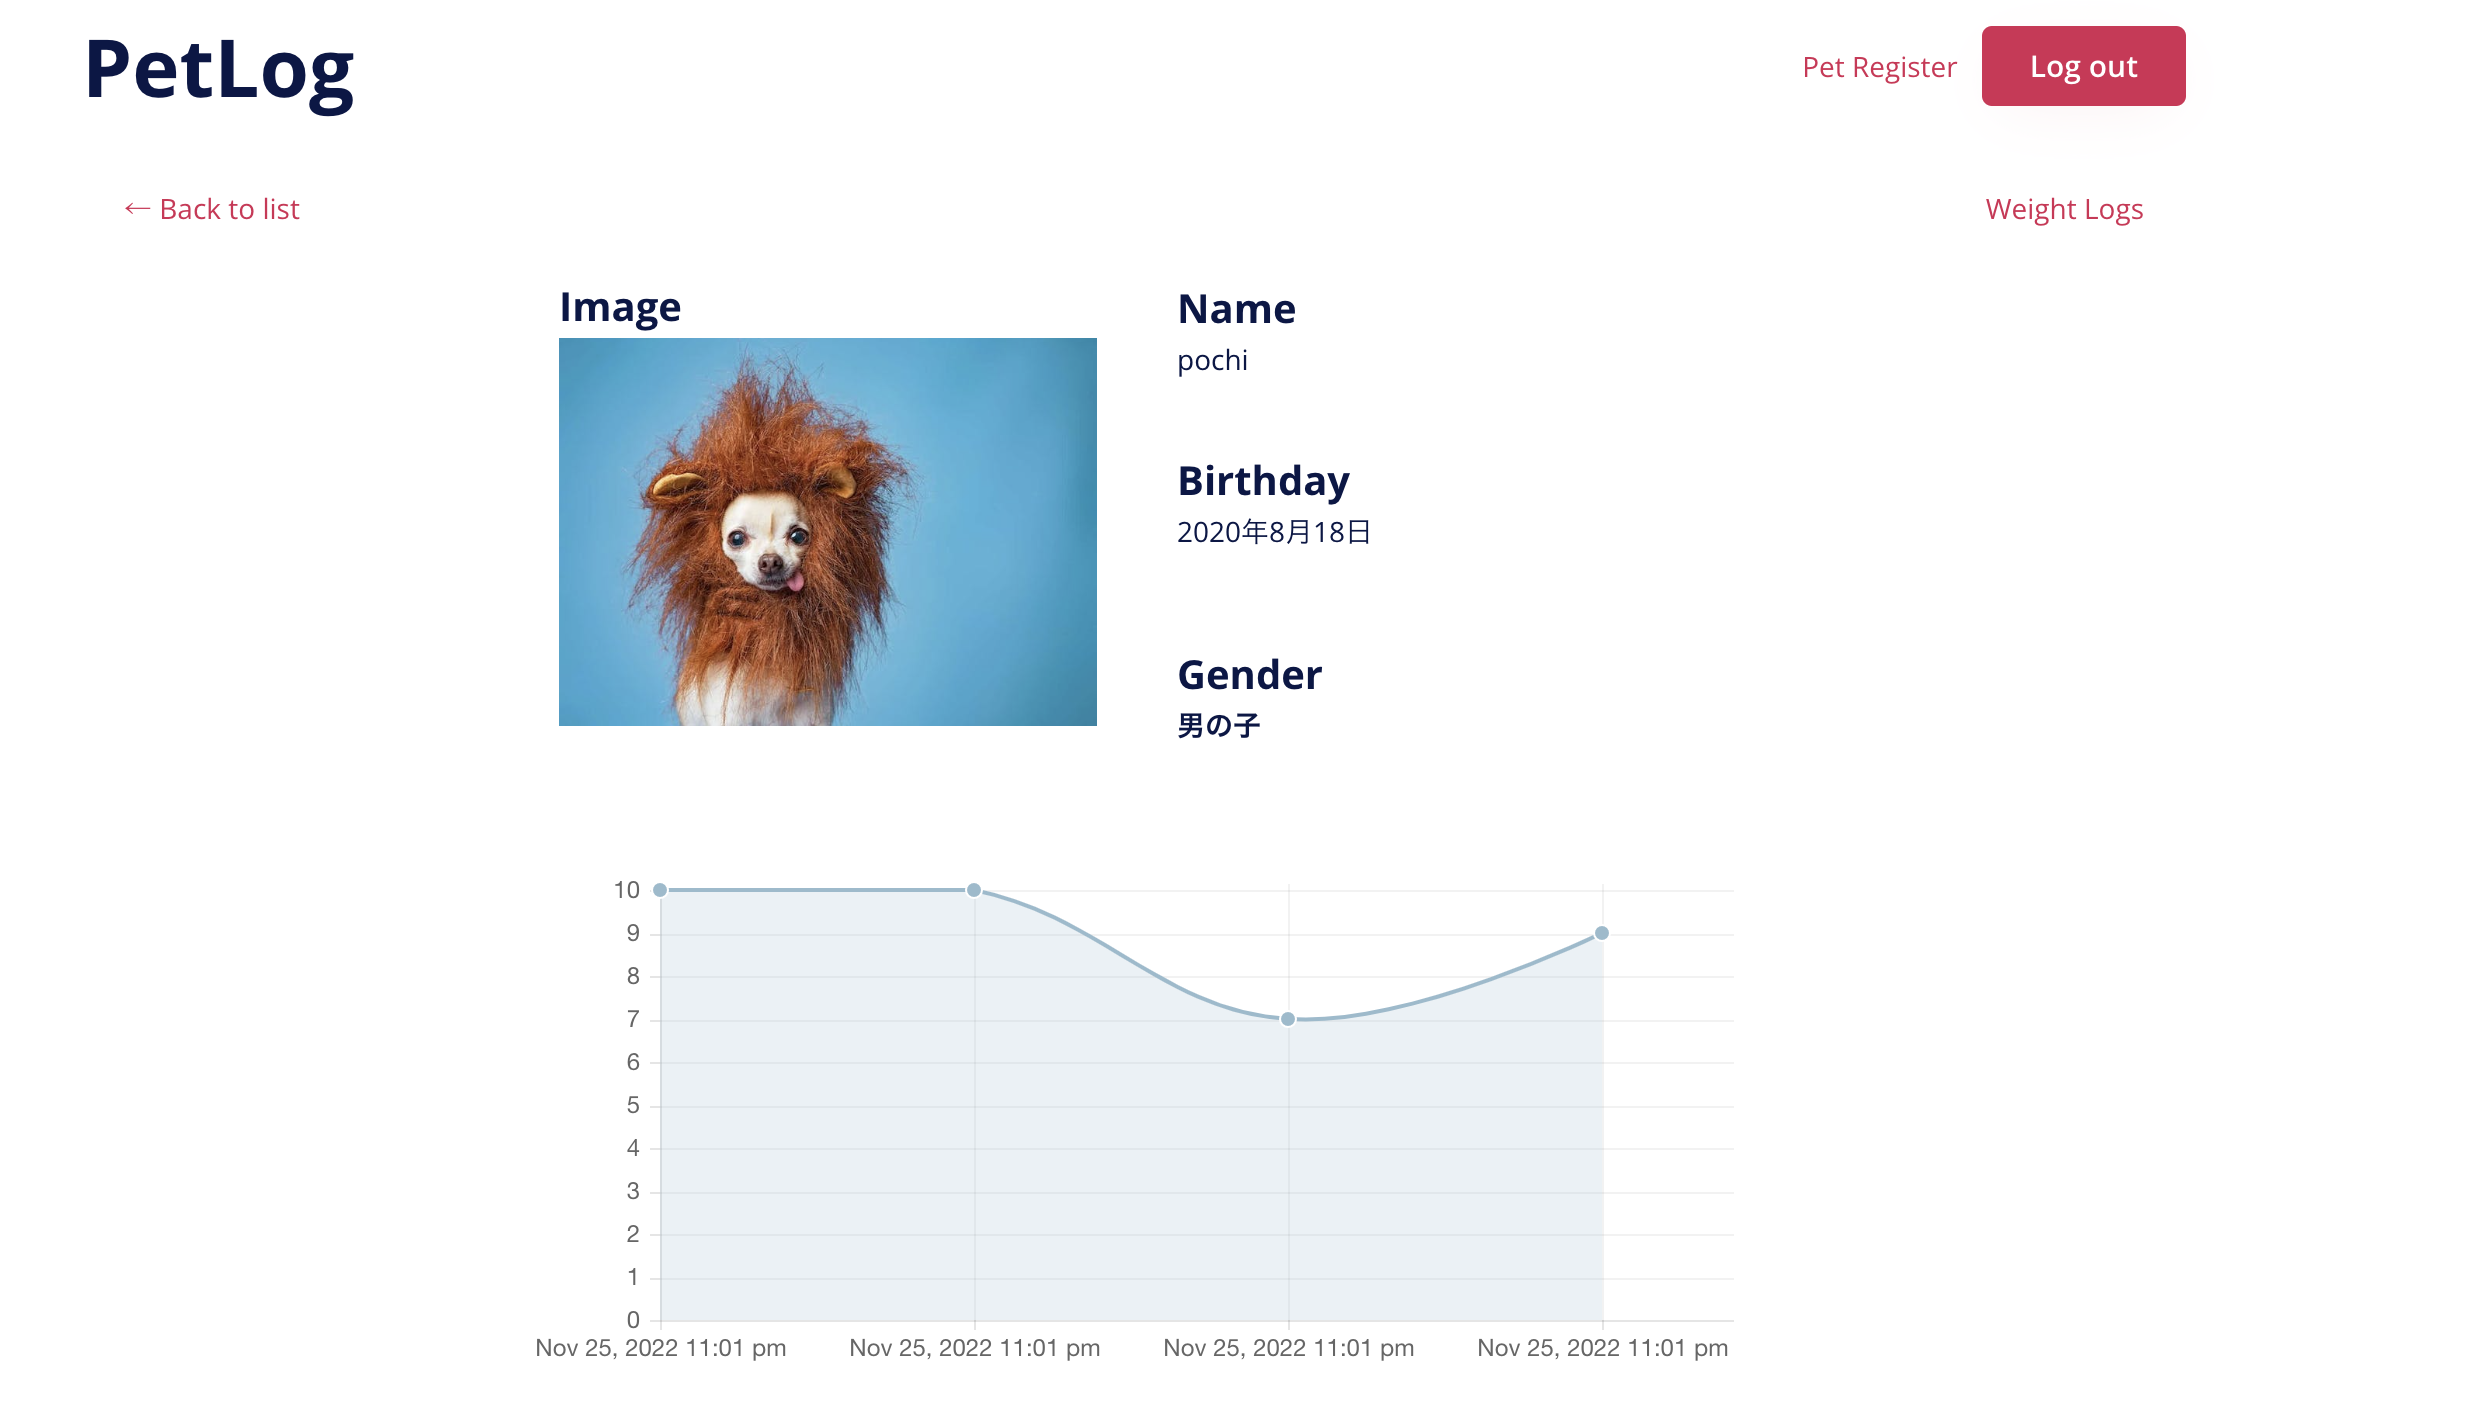 PetLog
Pet Register
Log out
← Back to list
Weight Logs
Image
Name
pochi
Birthday
2020年8月18日
Gender
男の子
10
9
8
7
6
5
4
3
2
1
0
Nov 25, 2022 11:01 pm
Nov 25, 2022 11:01 pm
Nov 25, 2022 11:01 pm
Nov 25, 2022 11:01 pm